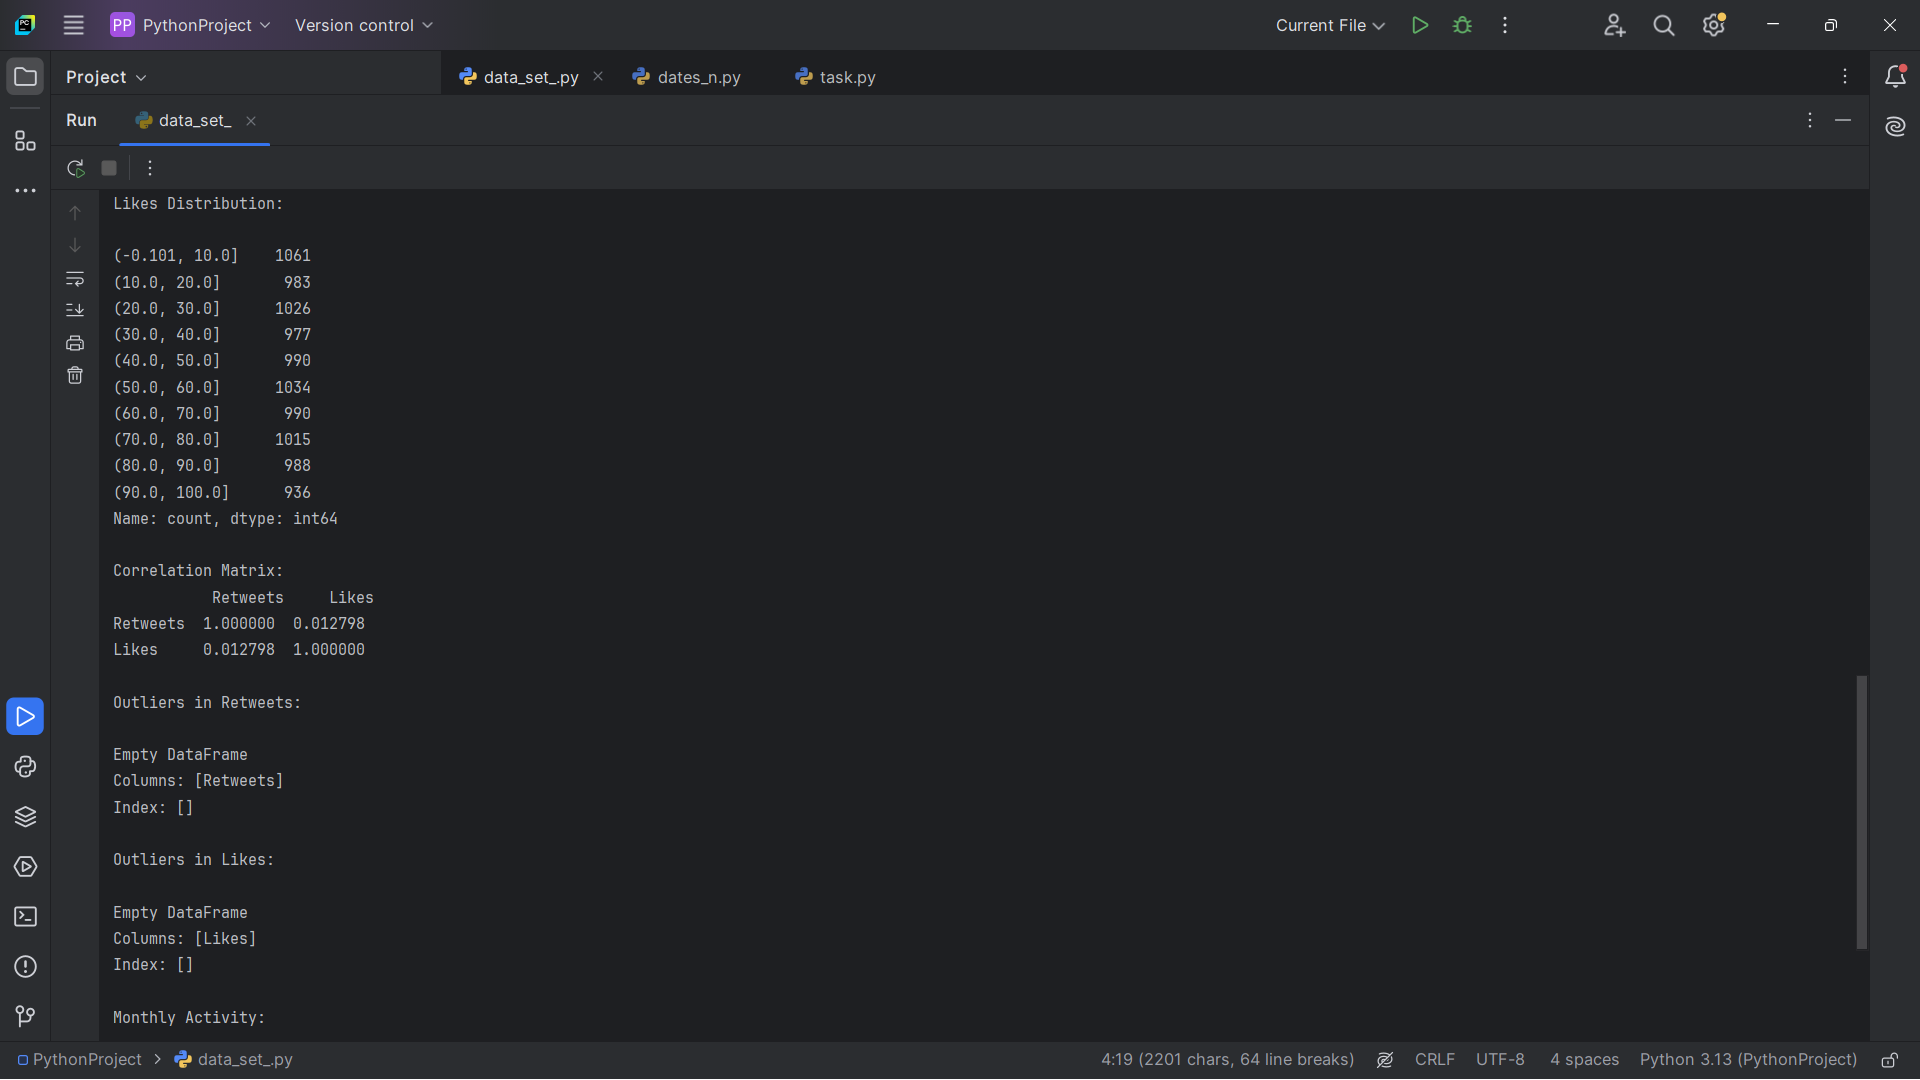 PP PythonProject Version control Current File
Project data_set_.py dates_n.py task.py
Run data_set_
Likes Distribution:
(-0.101, 10.0]    1061
(10.0, 20.0]       983
(20.0, 30.0]      1026
(30.0, 40.0]       977
(40.0, 50.0]       990
(50.0, 60.0]      1034
(60.0, 70.0]       990
(70.0, 80.0]      1015
(80.0, 90.0]       988
(90.0, 100.0]      936
Name: count, dtype: int64
Correlation Matrix:
           Retweets     Likes
Retweets  1.000000  0.012798
Likes     0.012798  1.000000
Outliers in Retweets:
Empty DataFrame
Columns: [Retweets]
Index: []
Outliers in Likes:
Empty DataFrame
Columns: [Likes]
Index: []
Monthly Activity:
PythonProject > data_set_.py 4:19 (2201 chars, 64 line breaks) CRLF UTF-8 4 spaces Python 3.13 (PythonProject)